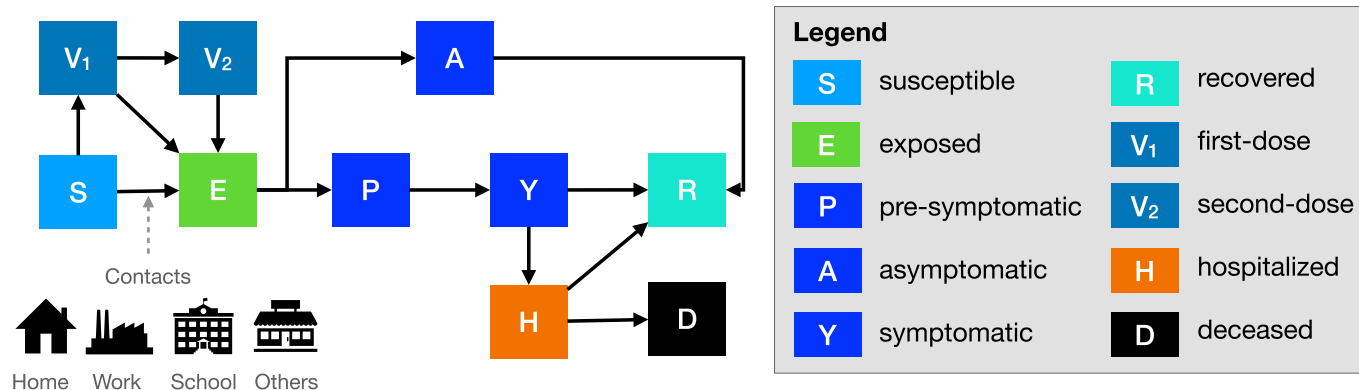 V₁
V₂
A
S
E
P
Y
R
Contacts
H
D
Home
Work
School
Others
Legend
S susceptible
R recovered
E exposed
V₁ first-dose
P pre-symptomatic
V₂ second-dose
A asymptomatic
H hospitalized
Y symptomatic
D deceased